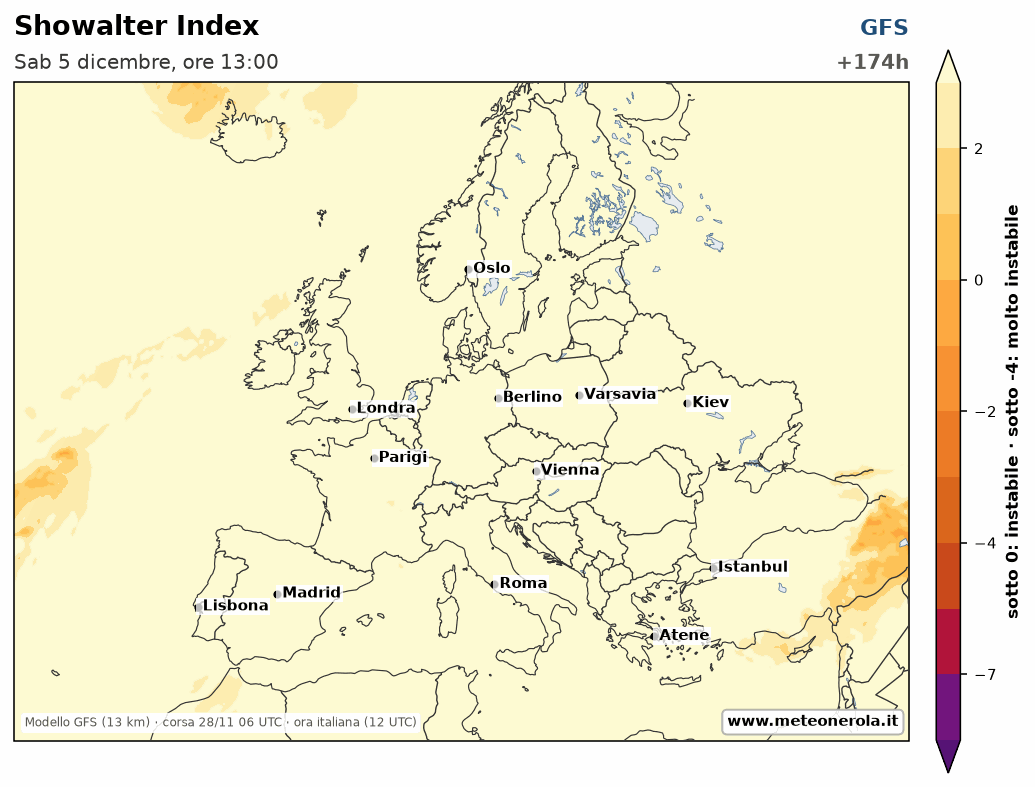 Showalter Index
GFS
Sab 5 dicembre, ore 13:00
+174h
Oslo
Berlino
Varsavia
Kiev
Londra
Parigi
Vienna
Istanbul
Roma
Madrid
Lisbona
Atene
2
0
−2
−4
−7
sotto 0: instabile · sotto -4: molto instabile
Modello GFS (13 km) · corsa 28/11 06 UTC · ora italiana (12 UTC)
www.meteonerola.it